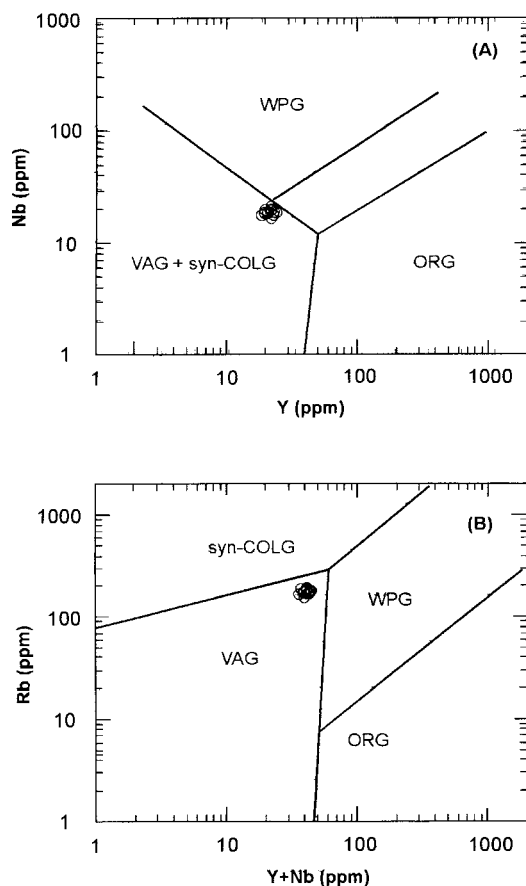 1000
(A)
WPG
100
Nb (ppm)
10
VAG + syn-COLG
ORG
1
1 10 100 1000
Y (ppm)
1000
(B)
syn-COLG
WPG
100
VAG
Rb (ppm)
10
ORG
1
1 10 100 1000
Y+Nb (ppm)